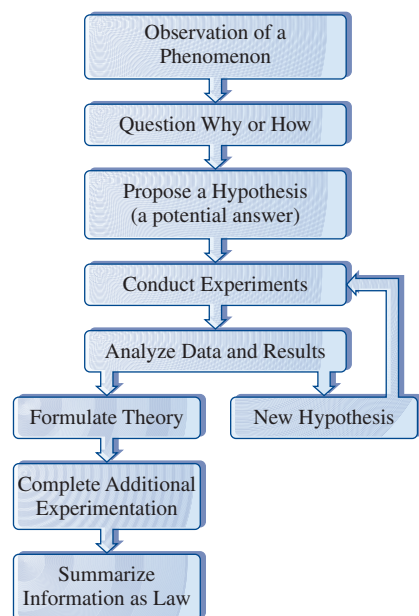 Observation of a
Phenomenon
Question Why or How
Propose a Hypothesis
(a potential answer)
Conduct Experiments
Analyze Data and Results
Formulate Theory
New Hypothesis
Complete Additional
Experimentation
Summarize
Information as Law